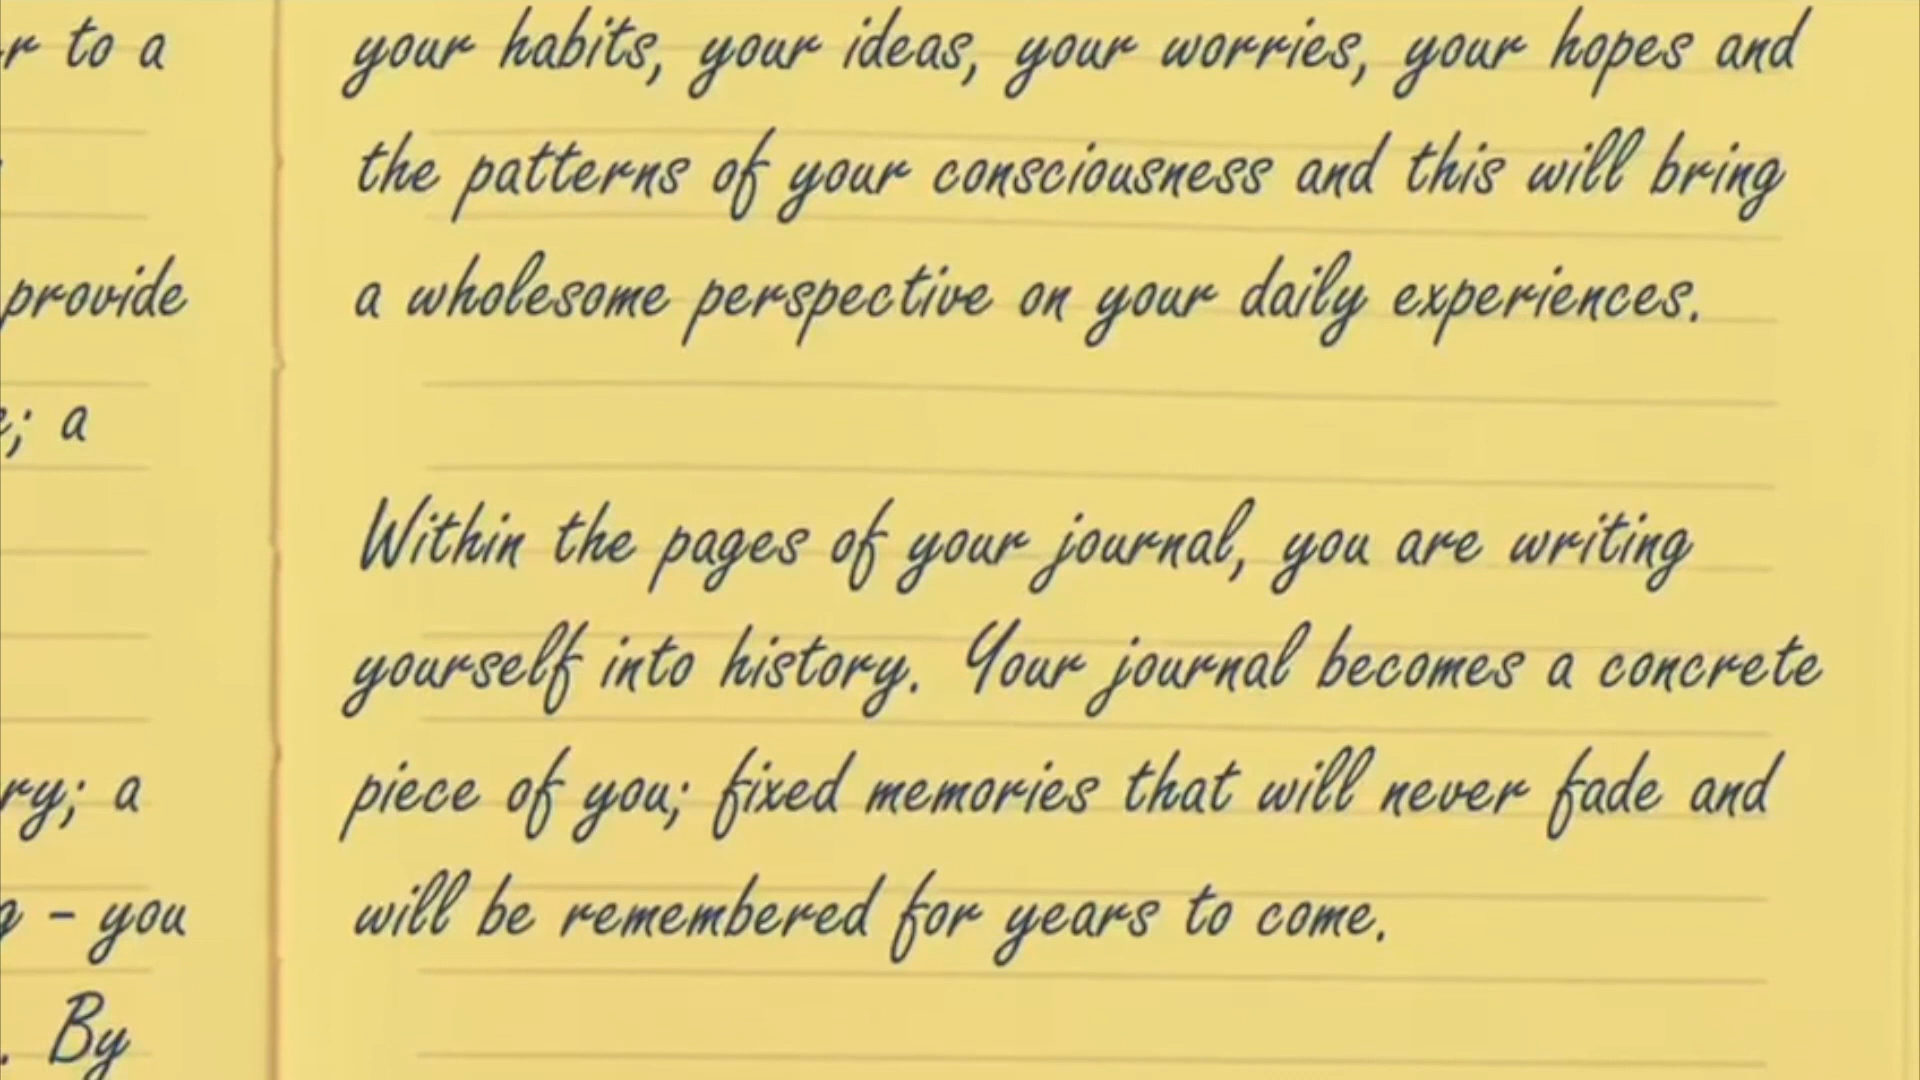 r to a
provide
; a
ry; a
– you
. By
your habits, your ideas, your worries, your hopes and
the patterns of your consciousness and this will bring
a wholesome perspective on your daily experiences.
Within the pages of your journal, you are writing
yourself into history. Your journal becomes a concrete
piece of you; fixed memories that will never fade and
will be remembered for years to come.